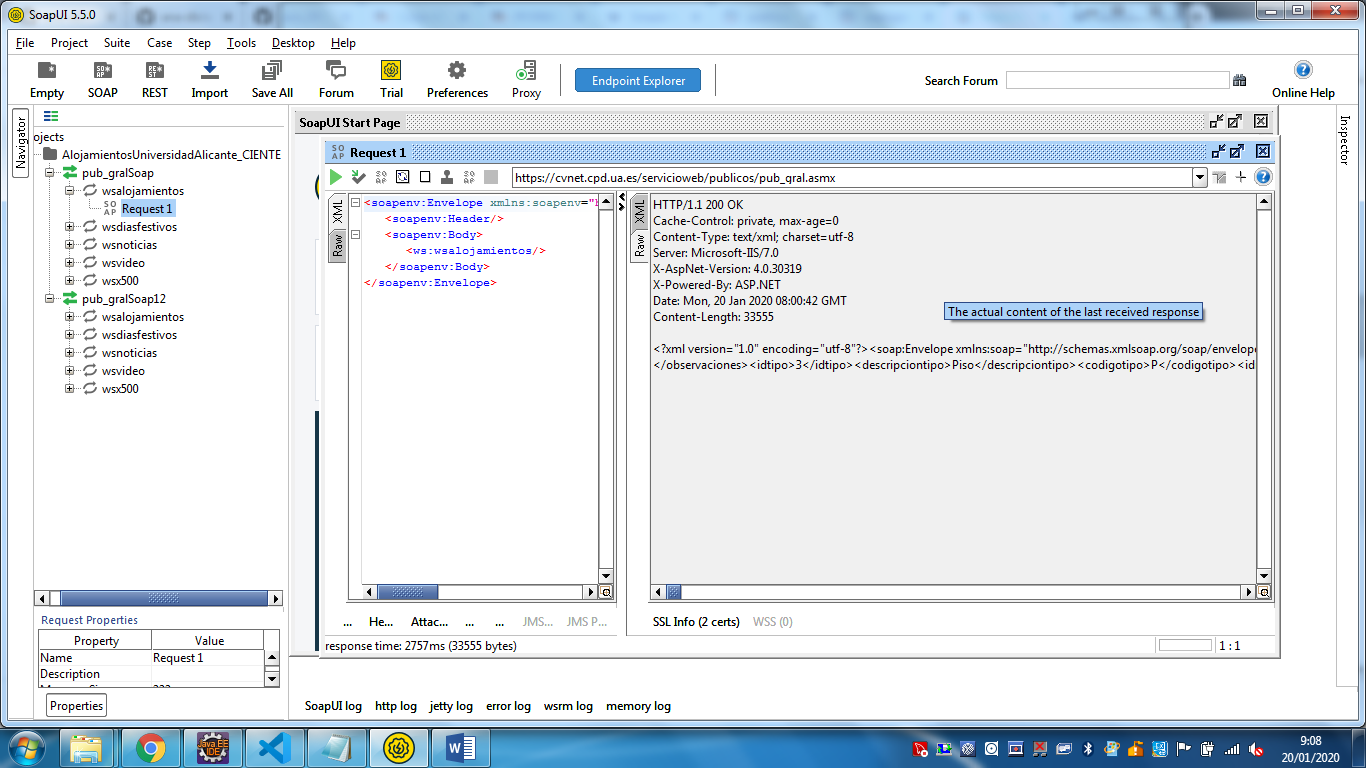 SoapUI 5.5.0
File Project Suite Case Step Tools Desktop Help
Empty SOAP REST Import Save All Forum Trial Preferences Proxy
Endpoint Explorer
Search Forum
Online Help
Navigator
ojects
AlojamientosUniversidadAlicante_CIENTE
pub_gralSoap
wsalojamientos
Request 1
wsdiasfestivos
wsnoticias
wsvideo
wsx500
pub_gralSoap12
wsalojamientos
wsdiasfestivos
wsnoticias
wsvideo
wsx500
Request Properties
Property Value
Name Request 1
Description
Properties
SoapUI Start Page
Request 1
https://cvnet.cpd.ua.es/servicioweb/publicos/pub_gral.asmx
XML
Raw
<soapenv:Envelope xmlns:soapenv="h
<soapenv:Header/>
<soapenv:Body>
<ws:wsalojamientos/>
</soapenv:Body>
</soapenv:Envelope>
XML
Raw
HTTP/1.1 200 OK
Cache-Control: private, max-age=0
Content-Type: text/xml; charset=utf-8
Server: Microsoft-IIS/7.0
X-AspNet-Version: 4.0.30319
X-Powered-By: ASP.NET
Date: Mon, 20 Jan 2020 08:00:42 GMT
Content-Length: 33555
The actual content of the last received response
<?xml version="1.0" encoding="utf-8"?><soap:Envelope xmlns:soap="http://schemas.xmlsoap.org/soap/envelope
</observaciones><idtipo>3</idtipo><descripciontipo>Piso</descripciontipo><codigotipo>P</codigotipo><id
... He... Attac... ... ... JMS... JMS P...
SSL Info (2 certs) WSS (0)
response time: 2757ms (33555 bytes)
1 : 1
SoapUI log http log jetty log error log wsrm log memory log
Inspector
Java EE
IDE
9:08
20/01/2020